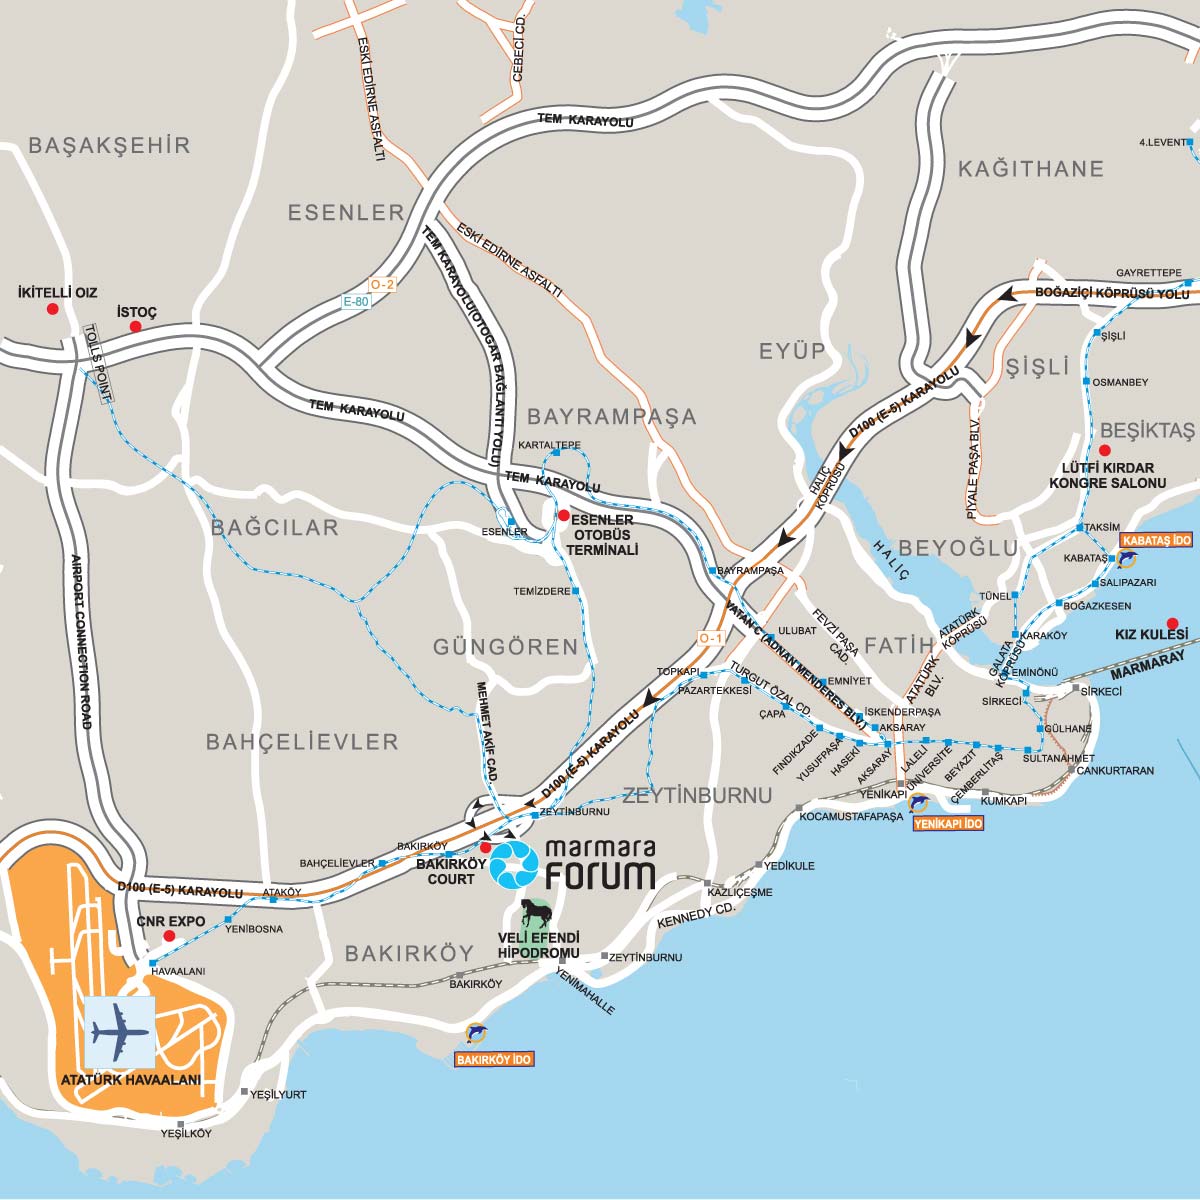 CEBECİ CD.
ESKİ EDİRNE ASFALTI
TEM KARAYOLU
BAŞAKŞEHİR
4.LEVENT
KAĞITHANE
ESENLER
ESKİ EDİRNE ASFALTI
TEM KARAYOLU(OTOGAR BAĞLANTI YOLU)
GAYRETTEPE
O-2
E-80
BOĞAZİÇİ KÖPRÜSÜ YOLU
İKİTELLİ OIZ
İSTOÇ
TOLLS POINT
ŞİŞLİ
EYÜP
ŞİŞLİ
OSMANBEY
D100 (E-5) KARAYOLU
TEM KARAYOLU
BAYRAMPAŞA
KARTALTEPE
BEŞİKTAŞ
PİYALE PAŞA BLV.
LÜTFİ KIRDAR
KONGRE SALONU
HALİÇ
KÖPRÜSÜ
TEM KARAYOLU
BAĞCILAR
ESENLER
ESENLER
OTOBÜS
TERMİNALİ
TAKSİM
KABATAŞ İDO
BEYOĞLU
HALİÇ
KABATAŞ
BAYRAMPAŞA
SALIPAZARI
TEMİZDERE
TÜNEL
BOĞAZKESEN
AIRPORT CONNECTION ROAD
VATAN C (ADNAN MENDERES BLV.)
FEVZİ PAŞA
CAD.
ATATÜRK
KÖPRÜSÜ
ULUBAT
KARAKÖY
KIZ KULESİ
O-1
GÜNGÖREN
FATİH
GALATA
KÖPRÜSÜ
MARMARAY
TOPKAPI
TURGUT ÖZAL CD.
EMNİYET
ATATÜRK
BLV.
EMİNÖNÜ
PAZARTEKKESİ
SİRKECİ
SİRKECİ
MEHMET AKİF CAD.
ÇAPA
İSKENDERPAŞA
AKSARAY
GÜLHANE
BAHÇELİEVLER
FINDIKZADE
YUSUFPAŞA
HASEKİ
AKSARAY
LALELİ
ÜNİVERSİTE
BEYAZIT
ÇEMBERLİTAŞ
SULTANAHMET
CANKURTARAN
D100 (E-5) KARAYOLU
ZEYTİNBURNU
YENİKAPI
KUMKAPI
ZEYTİNBURNU
KOCAMUSTAFAPAŞA
YENİKAPI İDO
BAKIRKÖY
BAHÇELİEVLER
BAKIRKÖY
COURT
marmara
FORUM
YEDİKULE
D100 (E-5) KARAYOLU
ATAKÖY
KAZLIÇEŞME
KENNEDY CD.
CNR EXPO
YENİBOSNA
VELİ EFENDİ
HİPODROMU
BAKIRKÖY
ZEYTİNBURNU
HAVAALANI
BAKIRKÖY
YENİMAHALLE
BAKIRKÖY İDO
ATATÜRK HAVAALANI
YEŞİLYURT
YEŞİLKÖY